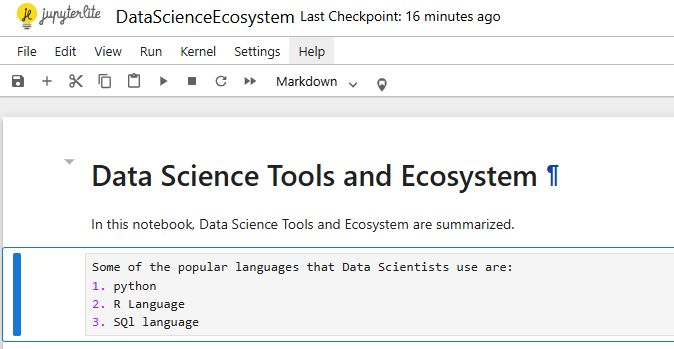 jupyterlite DataScienceEcosystem Last Checkpoint: 16 minutes ago
File Edit View Run Kernel Settings Help
Markdown
Data Science Tools and Ecosystem ¶
In this notebook, Data Science Tools and Ecosystem are summarized.
Some of the popular languages that Data Scientists use are:
1. python
2. R Language
3. SQl language